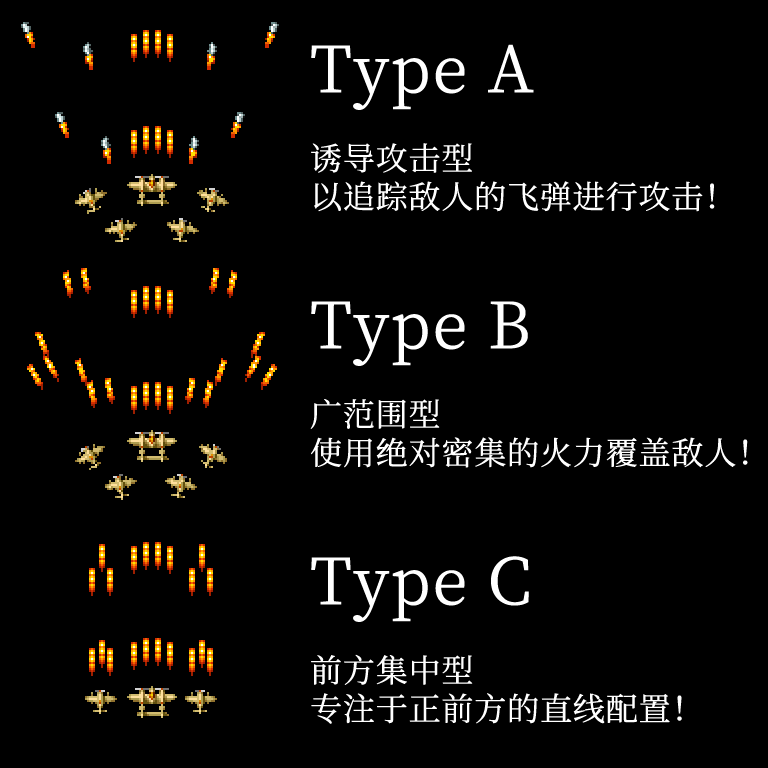 Type A
诱导攻击型
以追踪敌人的飞弹进行攻击！
Type B
广范围型
使用绝对密集的火力覆盖敌人！
Type C
前方集中型
专注于正前方的直线配置！